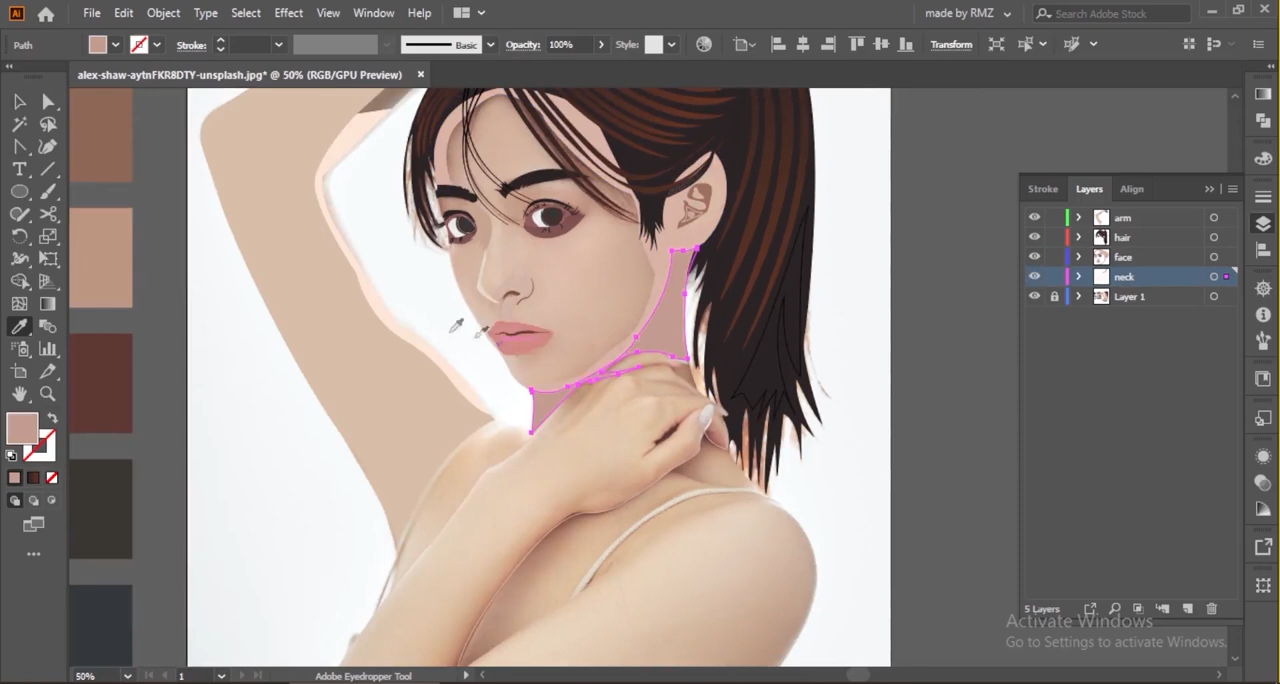 Ai File Edit Object Type Select Effect View Window Help made by RMZ Search Adobe Stock
Path Stroke: Basic Opacity: 100% Style: Transform
alex-shaw-aytnFKR8DTY-unsplash.jpg* @ 50% (RGB/GPU Preview) ×
Stroke Layers Align
arm
hair
face
neck
Layer 1
5 Layers
Activate Windows
Go to Settings to activate Windows.
50% 1 Adobe Eyedropper Tool